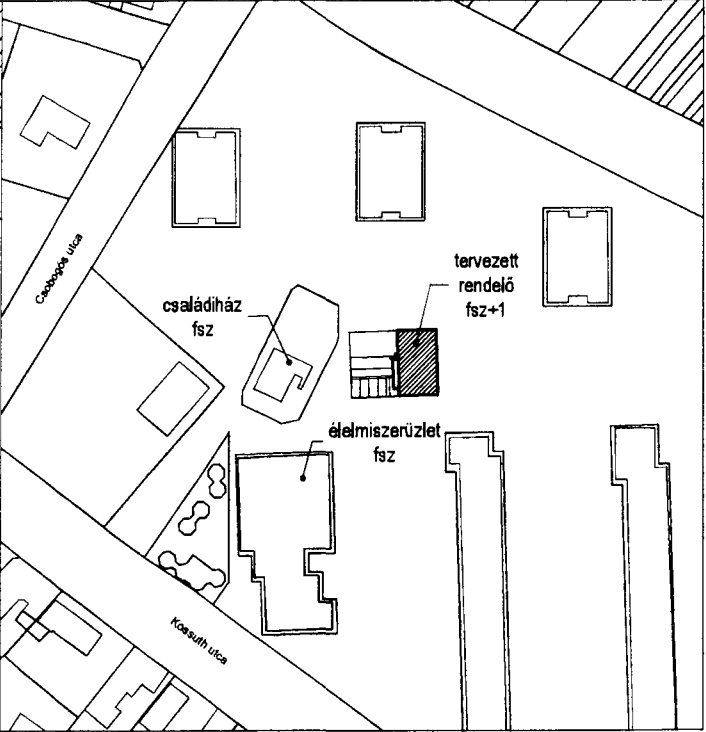 tervezett
rendelő
fsz+1
Csobogós utca
családiház
fsz
élelmiszerüzlet
fsz
Kossuth utca